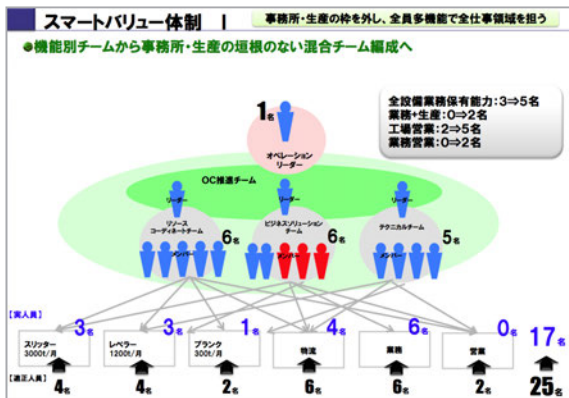 スマートバリュー体制 Ⅰ
事務所・生産の枠を外し、全員多機能で全仕事領域を担う
●機能別チームから事務所・生産の垣根のない混合チーム編成へ
1名
オペレーション
リーダー
全設備業務保有能力:3⇒5名
業務+生産:0⇒2名
工場営業:2⇒5名
業務営業:0⇒2名
OC推進チーム
リーダー
リソース
コーディネートチーム
6名
メンバー
リーダー
ビジネスソリューション
チーム
6名
メンバー
リーダー
テクニカルチーム
5名
メンバー
【実人員】
3名
3名
1名
4名
6名
0名
17名
スリッター
3000t/月
レベラー
1200t/月
ブランク
300t/月
物流
業務
営業
【適正人員】
4名
4名
2名
6名
6名
2名
25名